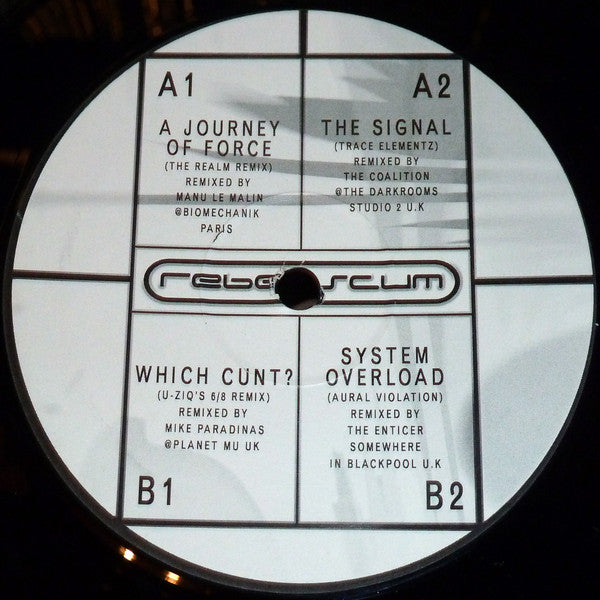 A1
A JOURNEY
OF FORCE
(THE REALM REMIX)
REMIXED BY
MANU LE MALIN
@BIOMECHANIK
PARIS
A2
THE SIGNAL
(TRACE ELEMENTZ)
REMIXED BY
THE COALITION
@THE DARKROOMS
STUDIO 2 U.K
scum
WHICH CUNT?
(U-ZIQ'S 6/8 REMIX)
REMIXED BY
MIKE PARADINAS
@PLANET MU UK
B1
SYSTEM
OVERLOAD
(AURAL VIOLATION)
REMIXED BY
THE ENTICER
SOMEWHERE
IN BLACKPOOL U.K
B2